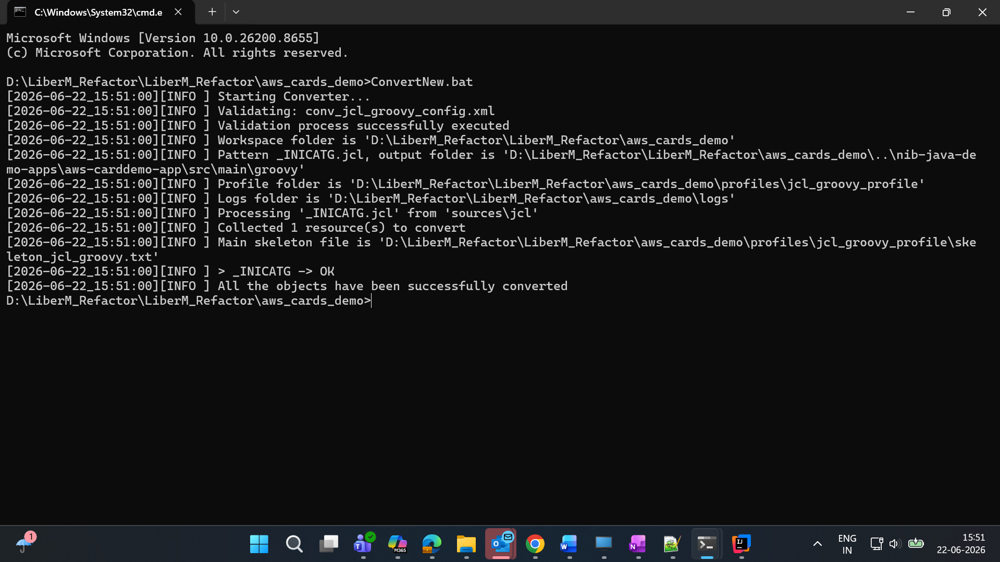 C:\Windows\System32\cmd.e
Microsoft Windows [Version 10.0.26200.8655]
(c) Microsoft Corporation. All rights reserved.
D:\LiberM_Refactor\LiberM_Refactor\aws_cards_demo>ConvertNew.bat
[2026-06-22_15:51:00][INFO ] Starting Converter...
[2026-06-22_15:51:00][INFO ] Validating: conv_jcl_groovy_config.xml
[2026-06-22_15:51:00][INFO ] Validation process successfully executed
[2026-06-22_15:51:00][INFO ] Workspace folder is 'D:\LiberM_Refactor\LiberM_Refactor\aws_cards_demo'
[2026-06-22_15:51:00][INFO ] Pattern _INICATG.jcl, output folder is 'D:\LiberM_Refactor\LiberM_Refactor\aws_cards_demo\..\nib-java-de
mo-apps\aws-carddemo-app\src\main\groovy'
[2026-06-22_15:51:00][INFO ] Profile folder is 'D:\LiberM_Refactor\LiberM_Refactor\aws_cards_demo\profiles\jcl_groovy_profile'
[2026-06-22_15:51:00][INFO ] Logs folder is 'D:\LiberM_Refactor\LiberM_Refactor\aws_cards_demo\logs'
[2026-06-22_15:51:00][INFO ] Processing '_INICATG.jcl' from 'sources\jcl'
[2026-06-22_15:51:00][INFO ] Collected 1 resource(s) to convert
[2026-06-22_15:51:00][INFO ] Main skeleton file is 'D:\LiberM_Refactor\LiberM_Refactor\aws_cards_demo\profiles\jcl_groovy_profile\ske
leton_jcl_groovy.txt'
[2026-06-22_15:51:00][INFO ] > _INICATG -> OK
[2026-06-22_15:51:00][INFO ] All the objects have been successfully converted
D:\LiberM_Refactor\LiberM_Refactor\aws_cards_demo>
1
M365
ENG
IN
15:51
22-06-2026